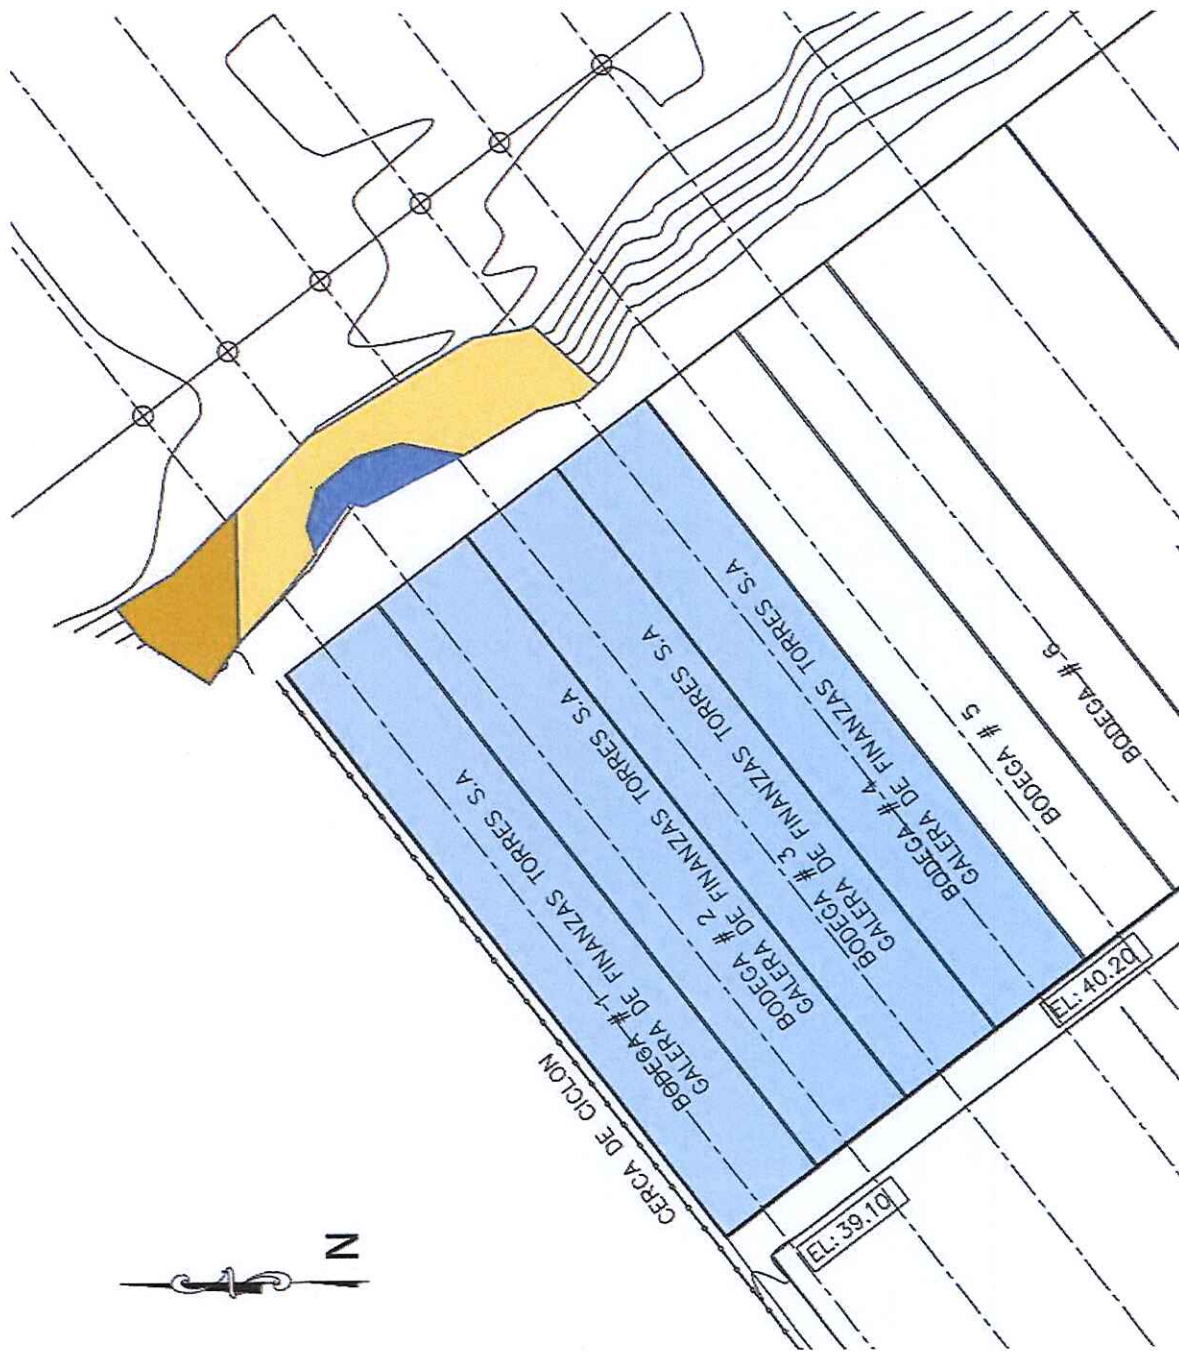 BODEGA # 1
GALERA DE FINANZAS TORRES S.A
BODEGA # 2
GALERA DE FINANZAS TORRES S.A
BODEGA # 3
GALERA DE FINANZAS TORRES S.A
BODEGA # 4
GALERA DE FINANZAS TORRES S.A
BODEGA # 5
BODEGA # 6
CERCA DE CICLON
EL: 40.20
EL: 39.10
N